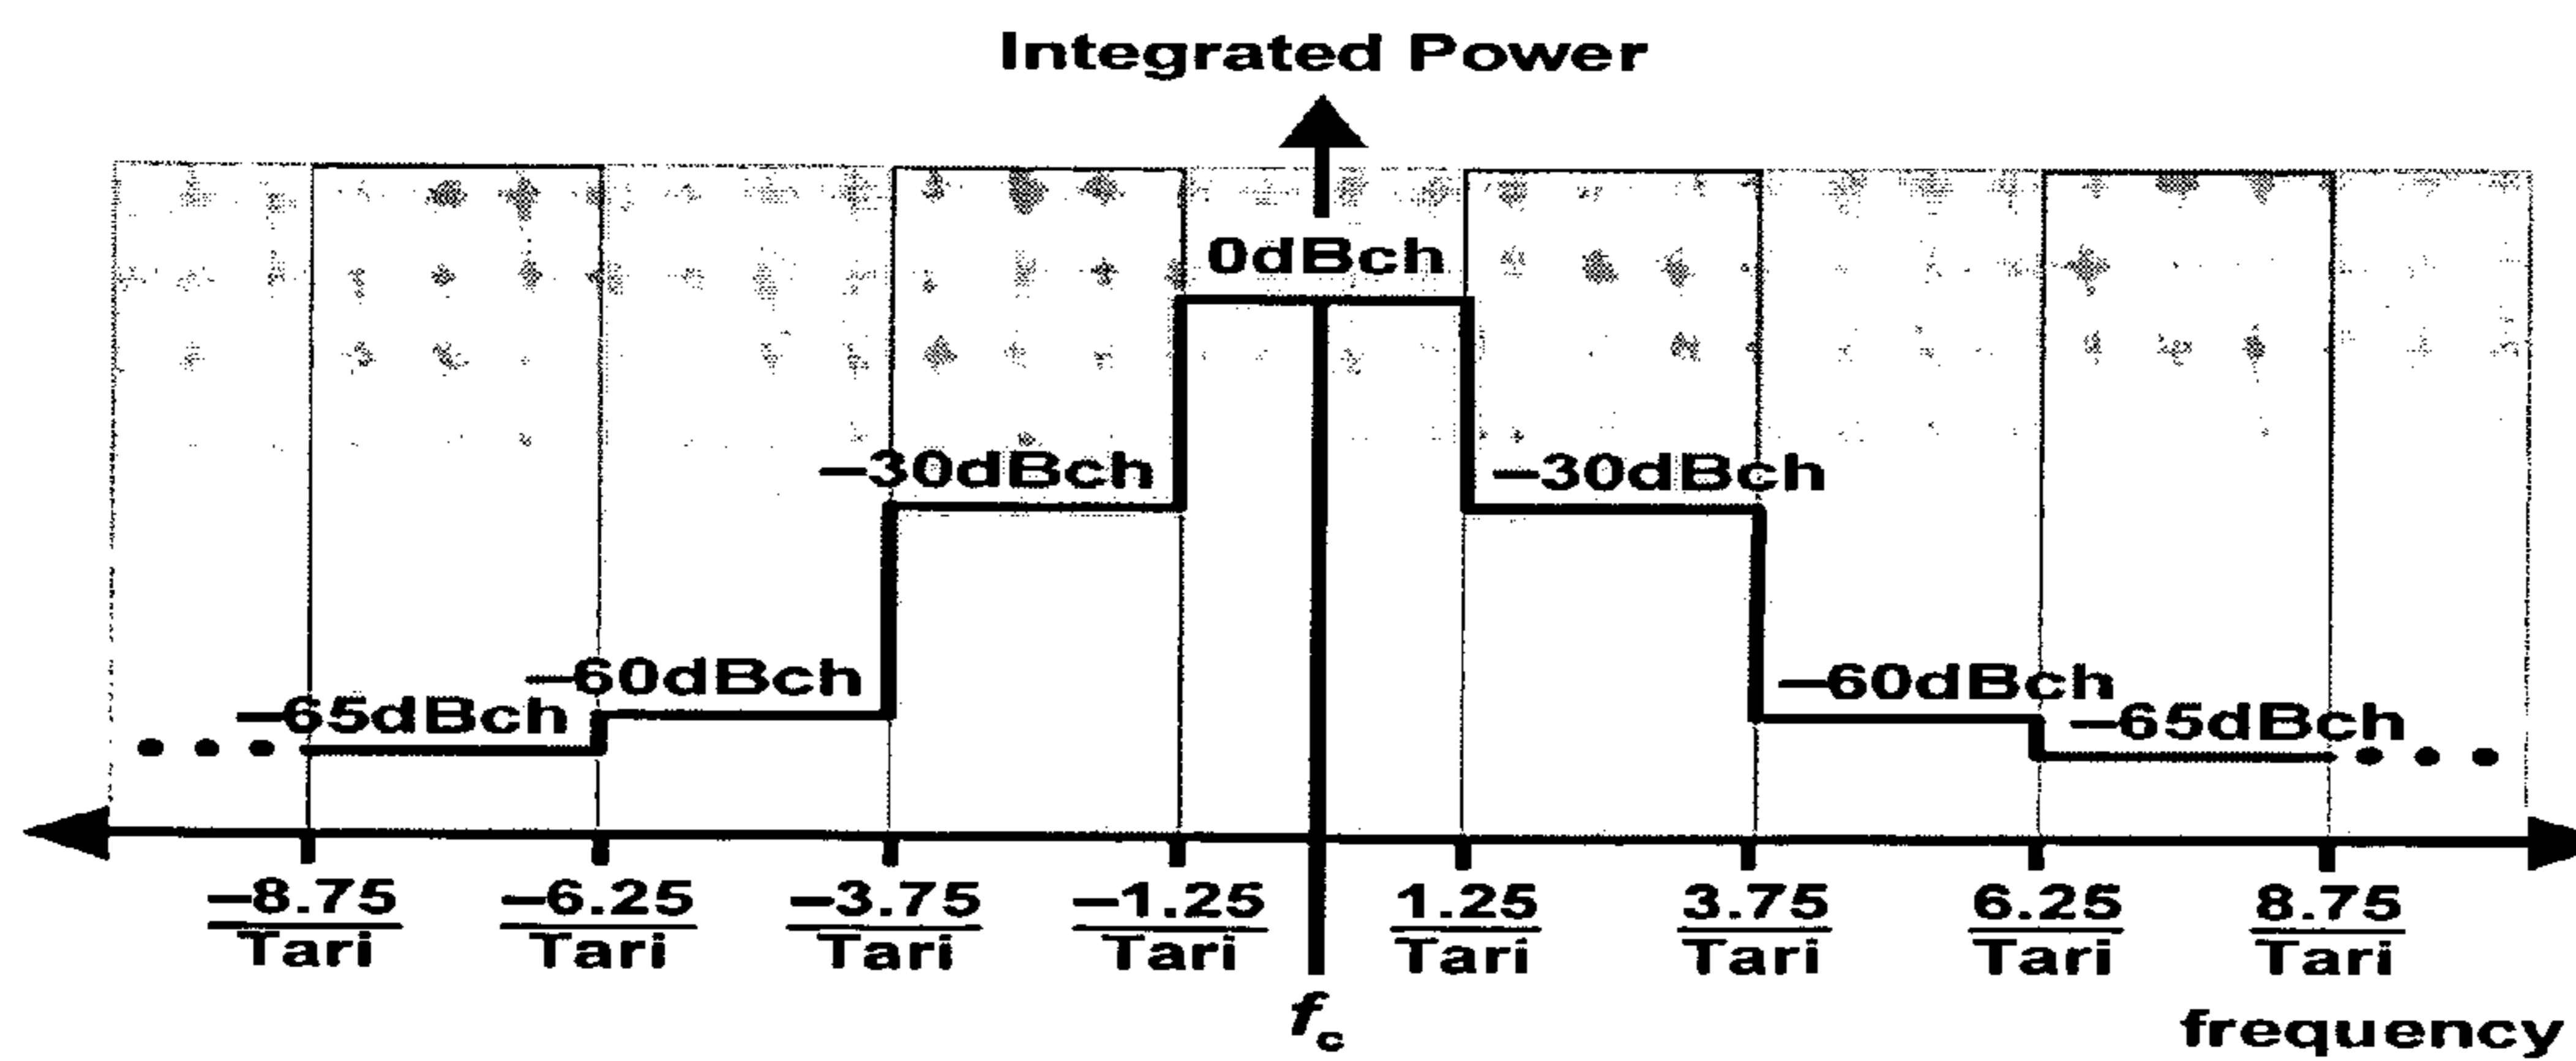 Integrated Power
0dBch
–30dBch
–30dBch
–60dBch
–60dBch
–65dBch
–65dBch
–8.75
Tari
–6.25
Tari
–3.75
Tari
–1.25
Tari
1.25
Tari
3.75
Tari
6.25
Tari
8.75
Tari
fc
frequency